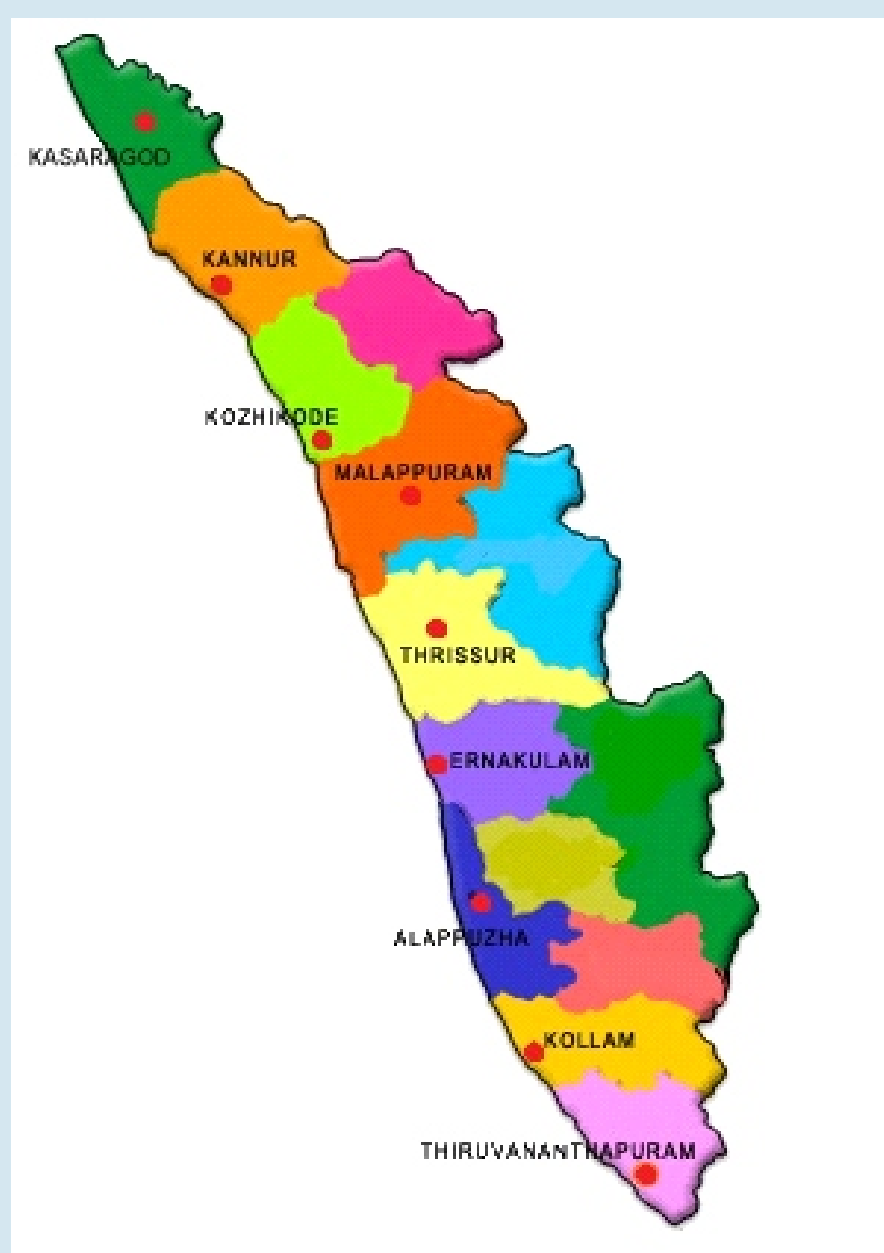 KASARAGOD
KANNUR
KOZHIKODE
MALAPPURAM
THRISSUR
ERNAKULAM
ALAPPUZHA
KOLLAM
THIRUVANANTHAPURAM